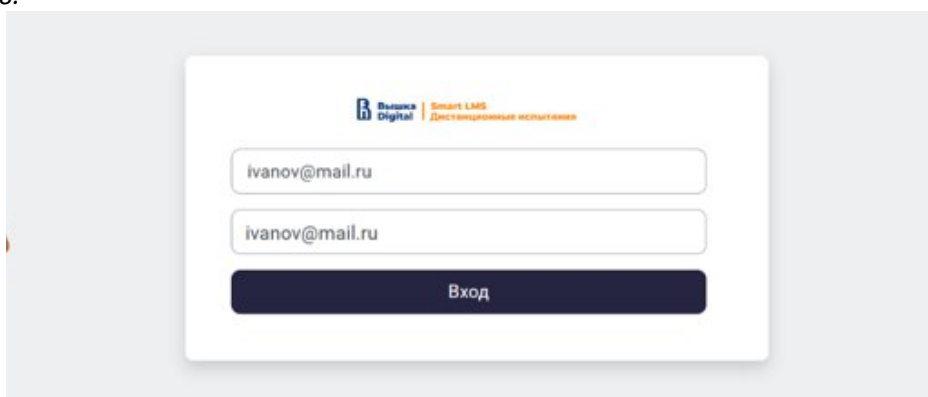 Вышка
Digital
Smart LMS
Дистанционные испытания
ivanov@mail.ru
ivanov@mail.ru
Вход